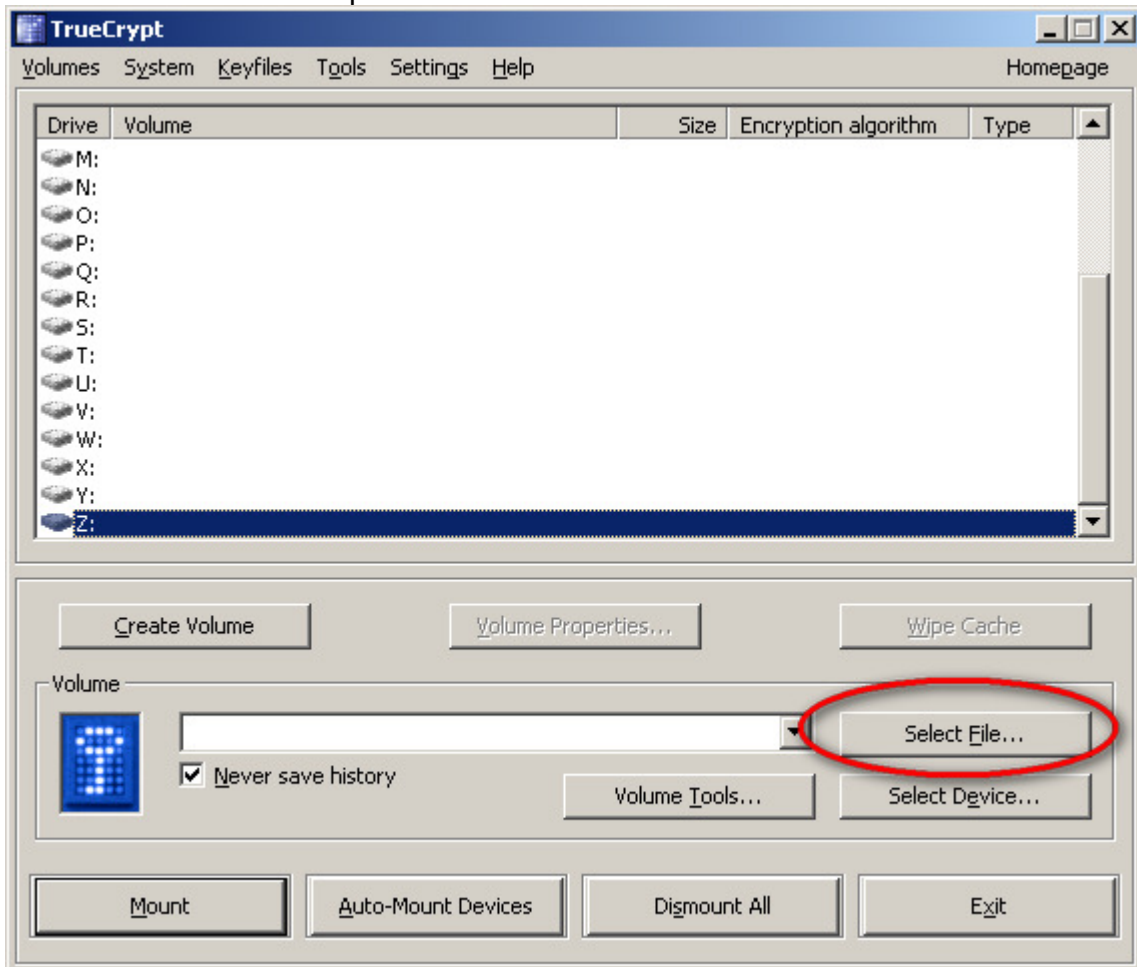 TrueCrypt
Volumes System Keyfiles Tools Settings Help Homepage
Drive Volume Size Encryption algorithm Type
M:
N:
O:
P:
Q:
R:
S:
T:
U:
V:
W:
X:
Y:
Z:
Create Volume Volume Properties... Wipe Cache
Volume
Select File...
Never save history
Volume Tools... Select Device...
Mount Auto-Mount Devices Dismount All Exit